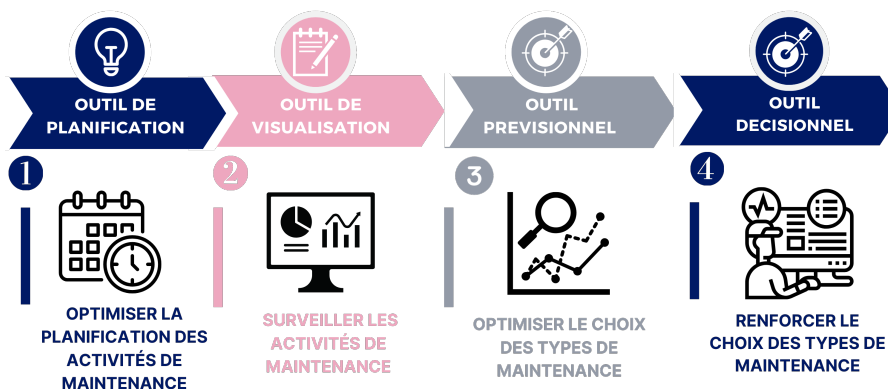 OUTIL DE
PLANIFICATION
OUTIL DE
VISUALISATION
OUTIL
PREVISIONNEL
OUTIL
DECISIONNEL
1
2
3
4
OPTIMISER LA
PLANIFICATION DES
ACTIVITÉS DE
MAINTENANCE
SURVEILLER LES
ACTIVITÉS DE
MAINTENANCE
OPTIMISER LE CHOIX
DES TYPES DE
MAINTENANCE
RENFORCER LE
CHOIX DES TYPES DE
MAINTENANCE